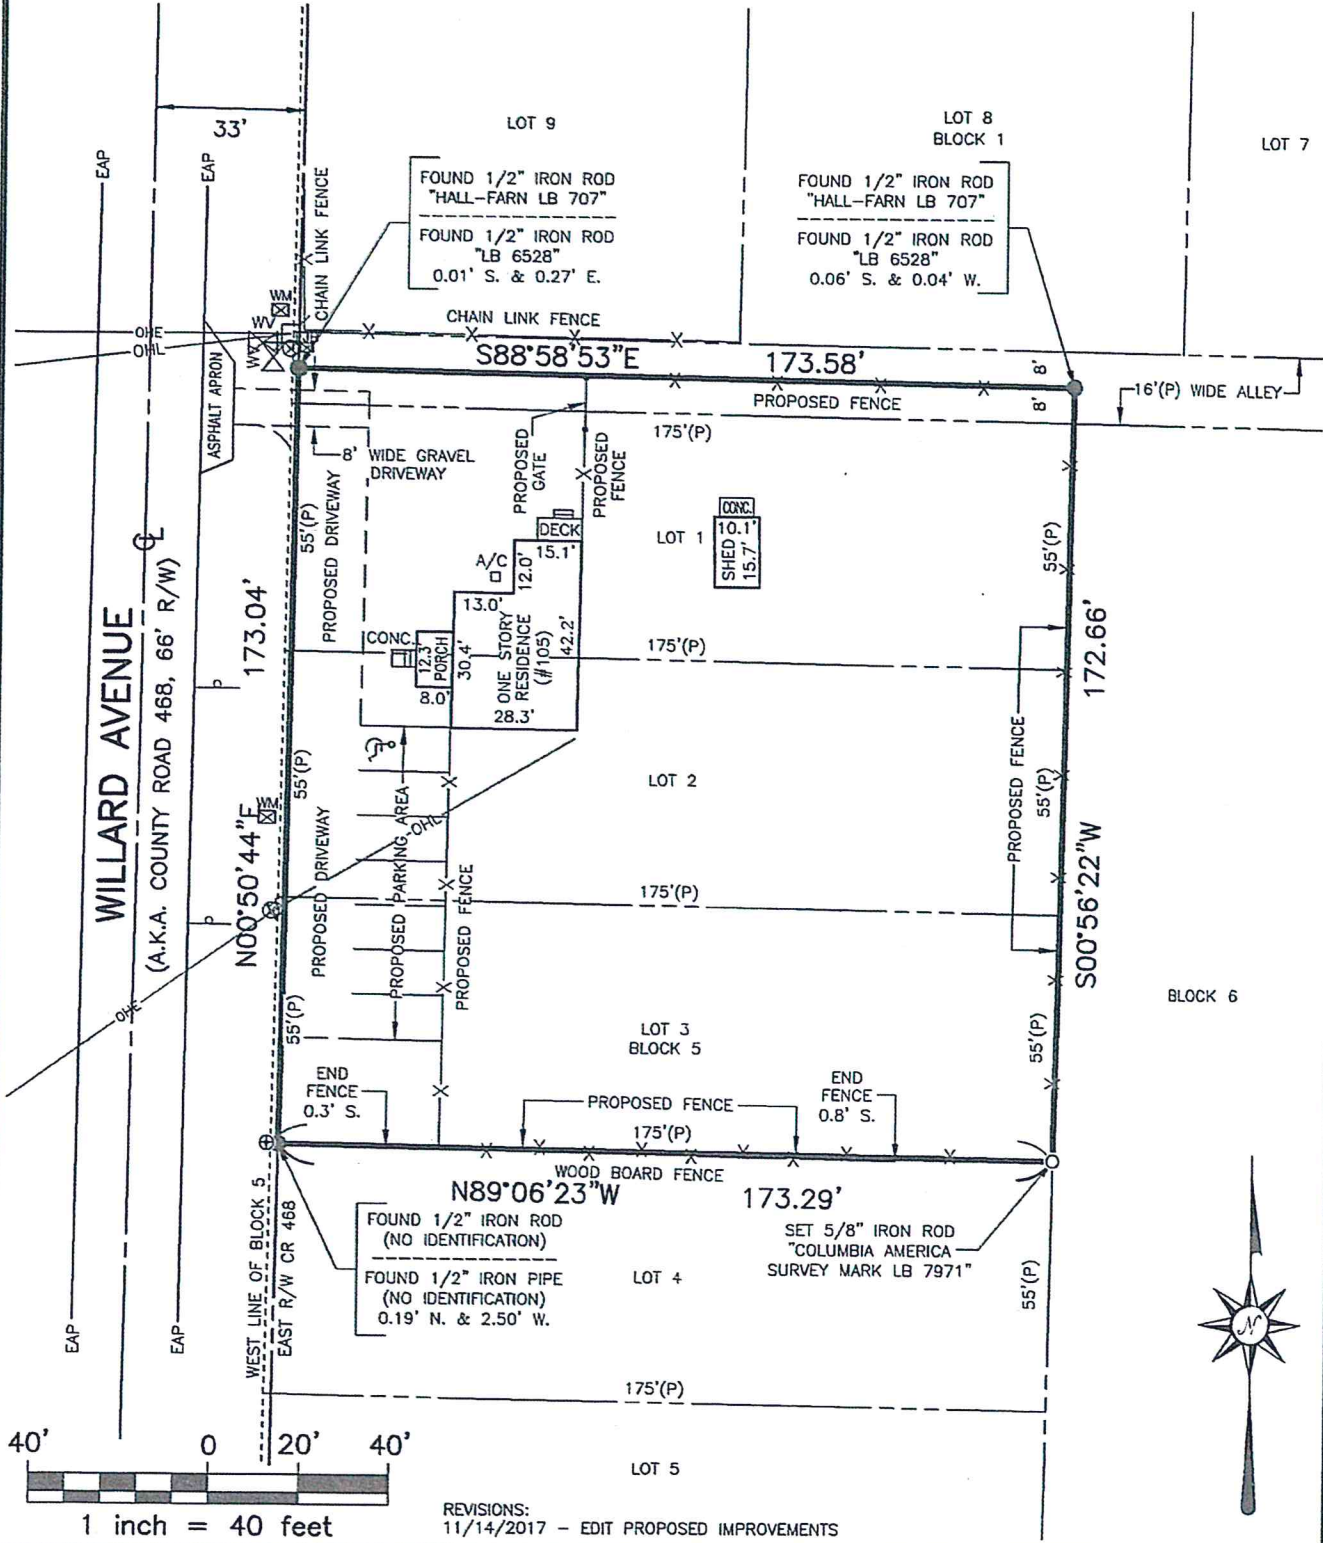 LOT 9
LOT 8
BLOCK 1
LOT 7
33'
EAP
EAP
CHAIN LINK FENCE
FOUND 1/2" IRON ROD
"HALL-FARN LB 707"
FOUND 1/2" IRON ROD
"LB 6528"
0.01' S. & 0.27' E.
FOUND 1/2" IRON ROD
"HALL-FARN LB 707"
FOUND 1/2" IRON ROD
"LB 6528"
0.06' S. & 0.04' W.
WM
WV
WV
OHE
OHL
CHAIN LINK FENCE
S88°58'53"E 173.58'
8'
8'
16'(P) WIDE ALLEY
PROPOSED FENCE
175'(P)
ASPHALT APRON
8' WIDE GRAVEL
DRIVEWAY
PROPOSED
GATE
PROPOSED
FENCE
55'(P)
PROPOSED DRIVEWAY
CONC.
SHED 10.1'
15.7'
LOT 1
DECK
15.1'
A/C
12.0'
13.0'
CONC.
12.3'
PORCH
8.0'
30.4'
ONE STORY
RESIDENCE
(#105)
42.2'
28.3'
175'(P)
55'(P)
173.04'
172.66'
WILLARD AVENUE
(A.K.A. COUNTY ROAD 468, 66' R/W)
CL
PROPOSED FENCE
LOT 2
55'(P)
55'(P)
WM
N00°50'44"E
S00°56'22"W
PROPOSED DRIVEWAY
PROPOSED PARKING AREA
OHL
PROPOSED FENCE
175'(P)
OHE
BLOCK 6
LOT 3
BLOCK 5
55'(P)
55'(P)
END
FENCE
0.3' S.
END
FENCE
0.8' S.
PROPOSED FENCE
175'(P)
WOOD BOARD FENCE
N89°06'23"W 173.29'
FOUND 1/2" IRON ROD
(NO IDENTIFICATION)
FOUND 1/2" IRON PIPE
(NO IDENTIFICATION)
0.19' N. & 2.50' W.
SET 5/8" IRON ROD
"COLUMBIA AMERICA
SURVEY MARK LB 7971"
LOT 4
55'(P)
WEST LINE OF BLOCK 5
EAST R/W CR 468
EAP
EAP
N
175'(P)
LOT 5
40' 0 20' 40'
1 inch = 40 feet
REVISIONS:
11/14/2017 - EDIT PROPOSED IMPROVEMENTS